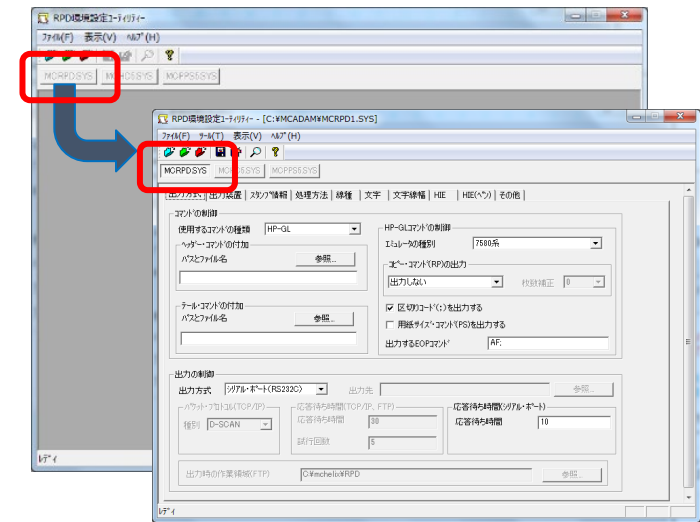 RPD環境設定ﾕｰﾃｨﾘﾃｨｰ
ﾌｧｲﾙ(F) 表示(V) ﾍﾙﾌﾟ(H)
MCRPD.SYS MCPPS5SYS
RPD環境設定ﾕｰﾃｨﾘﾃｨｰ - [C:¥MCADAM¥MCRPD1.SYS]
ﾌｧｲﾙ(F) ﾂｰﾙ(T) 表示(V) ﾍﾙﾌﾟ(H)
MCRPD.SYS MCPPS5SYS
出力方式 出力装置 ｽﾀﾝﾌﾟ情報 処理方法 線種 文字 文字線幅 HIE HIE(ﾍﾟﾝ) その他
ｺﾏﾝﾄﾞの制御
使用するｺﾏﾝﾄﾞの種類 HP-GL
ﾍｯﾀﾞｰ･ｺﾏﾝﾄﾞの付加
ﾊﾟｽとﾌｧｲﾙ名 参照...
ﾃｰﾙ･ｺﾏﾝﾄﾞの付加
ﾊﾟｽとﾌｧｲﾙ名 参照...
HP-GLｺﾏﾝﾄﾞの制御
ｴﾐｭﾚｰﾀの種別 7580系
ｺﾋﾟｰ･ｺﾏﾝﾄﾞ(RP)の出力
出力しない 枚数補正 0
区切りｺｰﾄﾞ(;)を出力する
用紙ｻｲｽﾞ･ｺﾏﾝﾄﾞ(PS)を出力する
出力するEOPｺﾏﾝﾄﾞ AF;
出力の制御
出力方式 ｼﾘｱﾙ･ﾎﾟｰﾄ(RS232C) 出力先 参照...
ﾊﾟｹｯﾄ･ﾌﾟﾛﾄｺﾙ(TCP/IP) 応答待ち時間(TCP/IP, FTP) 応答待ち時間(ｼﾘｱﾙ･ﾎﾟｰﾄ)
種別 D-SCAN 応答待ち時間 30 応答待ち時間 10
試行回数 5
出力時の作業領域(FTP) C:¥mchelix¥RPD 参照...
ﾚﾃﾞｨ
ﾚﾃﾞｨ